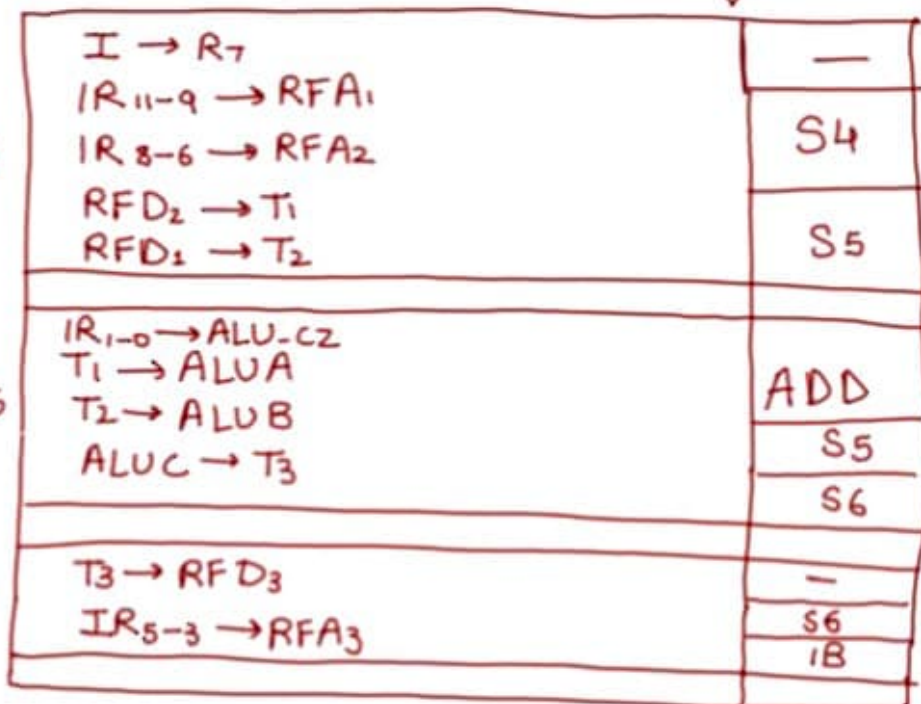 I → R7
—
IR11-9 → RFA1
IR8-6 → RFA2
S4
RFD2 → T1
RFD1 → T2
S5
IR1-0 → ALU-CZ
T1 → ALUA
ADD
T2 → ALUB
S5
ALUC → T3
S6
T3 → RFD3
—
IR5-3 → RFA3
S6
1B